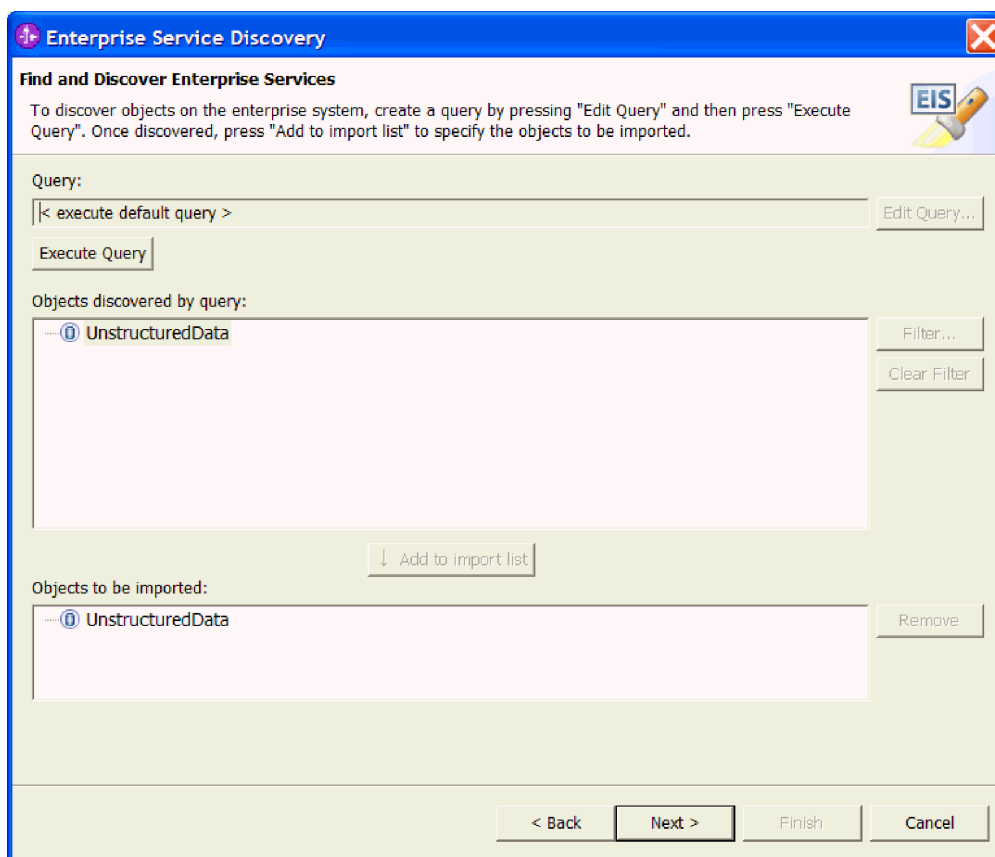 Enterprise Service Discovery
Find and Discover Enterprise Services
To discover objects on the enterprise system, create a query by pressing "Edit Query" and then press "Execute
Query". Once discovered, press "Add to import list" to specify the objects to be imported.
EIS
Query:
< execute default query >
Edit Query...
Execute Query
Objects discovered by query:
UnstructuredData
Filter...
Clear Filter
↓ Add to import list
Objects to be imported:
UnstructuredData
Remove
< Back
Next >
Finish
Cancel